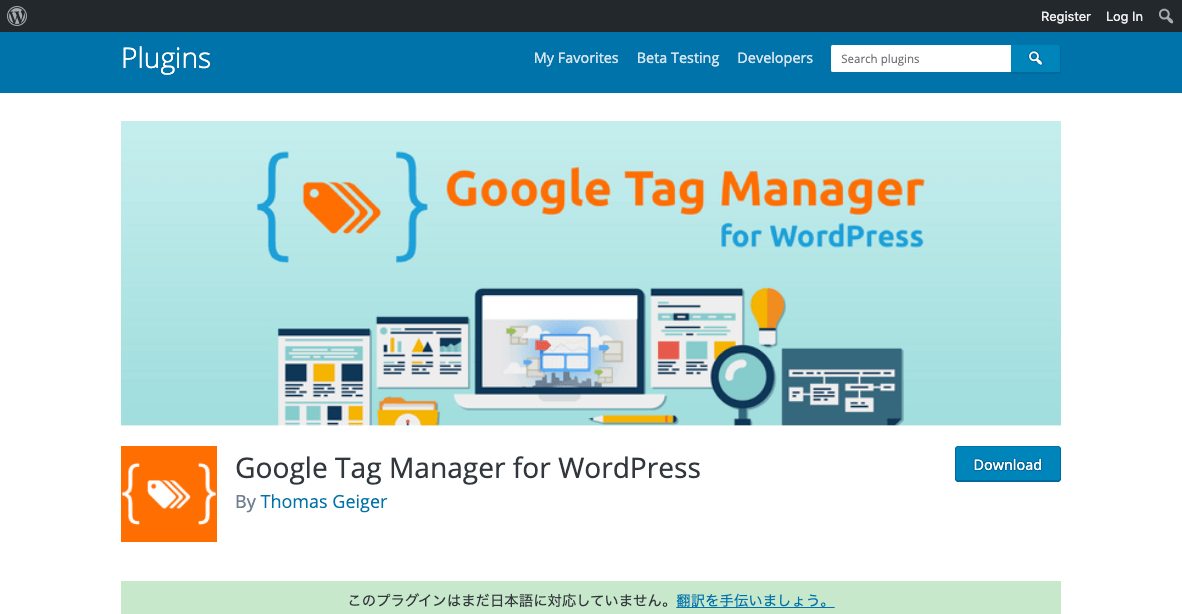 Register Log In
Plugins My Favorites Beta Testing Developers Search plugins
Google Tag Manager
for WordPress
Google Tag Manager for WordPress
Download
By Thomas Geiger
このプラグインはまだ日本語に対応していません。翻訳を手伝いましょう。